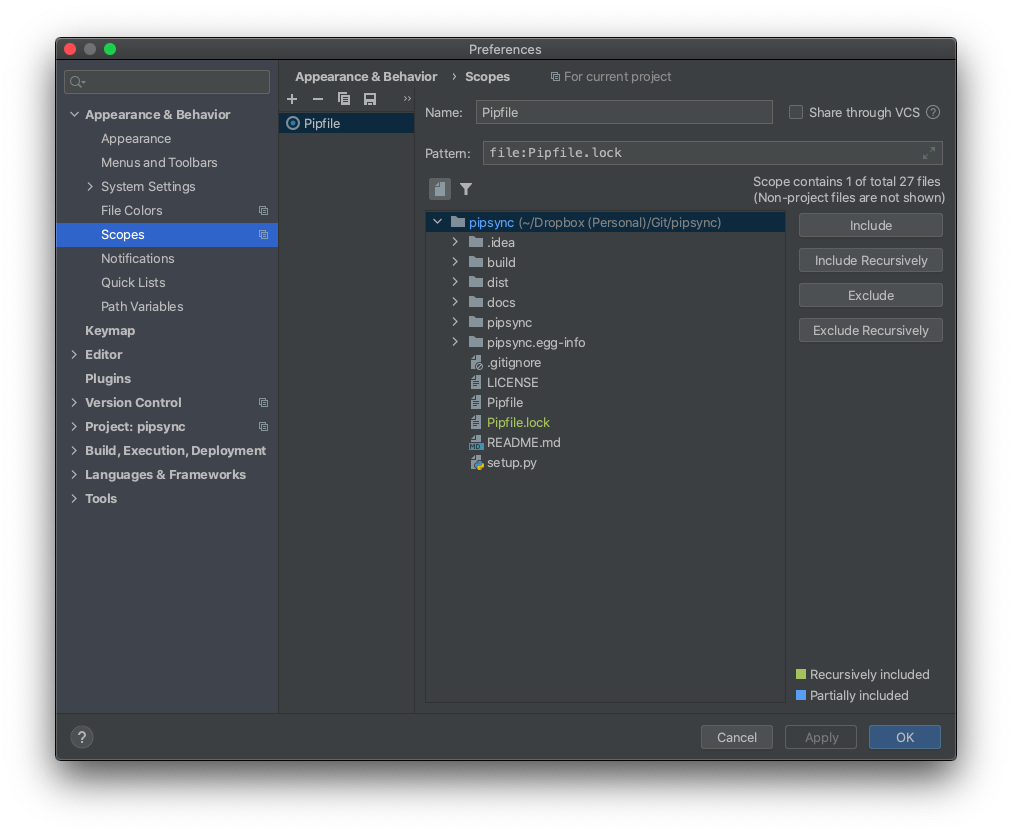 Preferences
Appearance & Behavior
Appearance
Menus and Toolbars
System Settings
File Colors
Scopes
Notifications
Quick Lists
Path Variables
Keymap
Editor
Plugins
Version Control
Project: pipsync
Build, Execution, Deployment
Languages & Frameworks
Tools
Appearance & Behavior › Scopes For current project
Pipfile
Name: Pipfile Share through VCS ?
Pattern: file:Pipfile.lock
Scope contains 1 of total 27 files
(Non-project files are not shown)
pipsync (~/Dropbox (Personal)/Git/pipsync)
.idea
build
dist
docs
pipsync
pipsync.egg-info
.gitignore
LICENSE
Pipfile
Pipfile.lock
README.md
setup.py
Include
Include Recursively
Exclude
Exclude Recursively
Recursively included
Partially included
? Cancel Apply OK